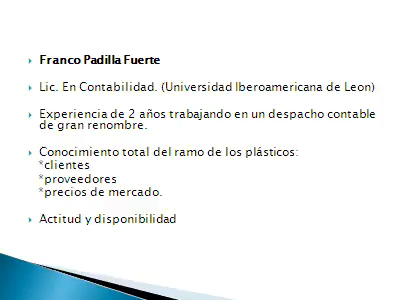 Franco Padilla Fuerte
Lic. En Contabilidad. (Universidad Iberoamericana de Leon)
Experiencia de 2 años trabajando en un despacho contable
de gran renombre.
Conocimiento total del ramo de los plásticos:
*clientes
*proveedores
*precios de mercado.
Actitud y disponibilidad